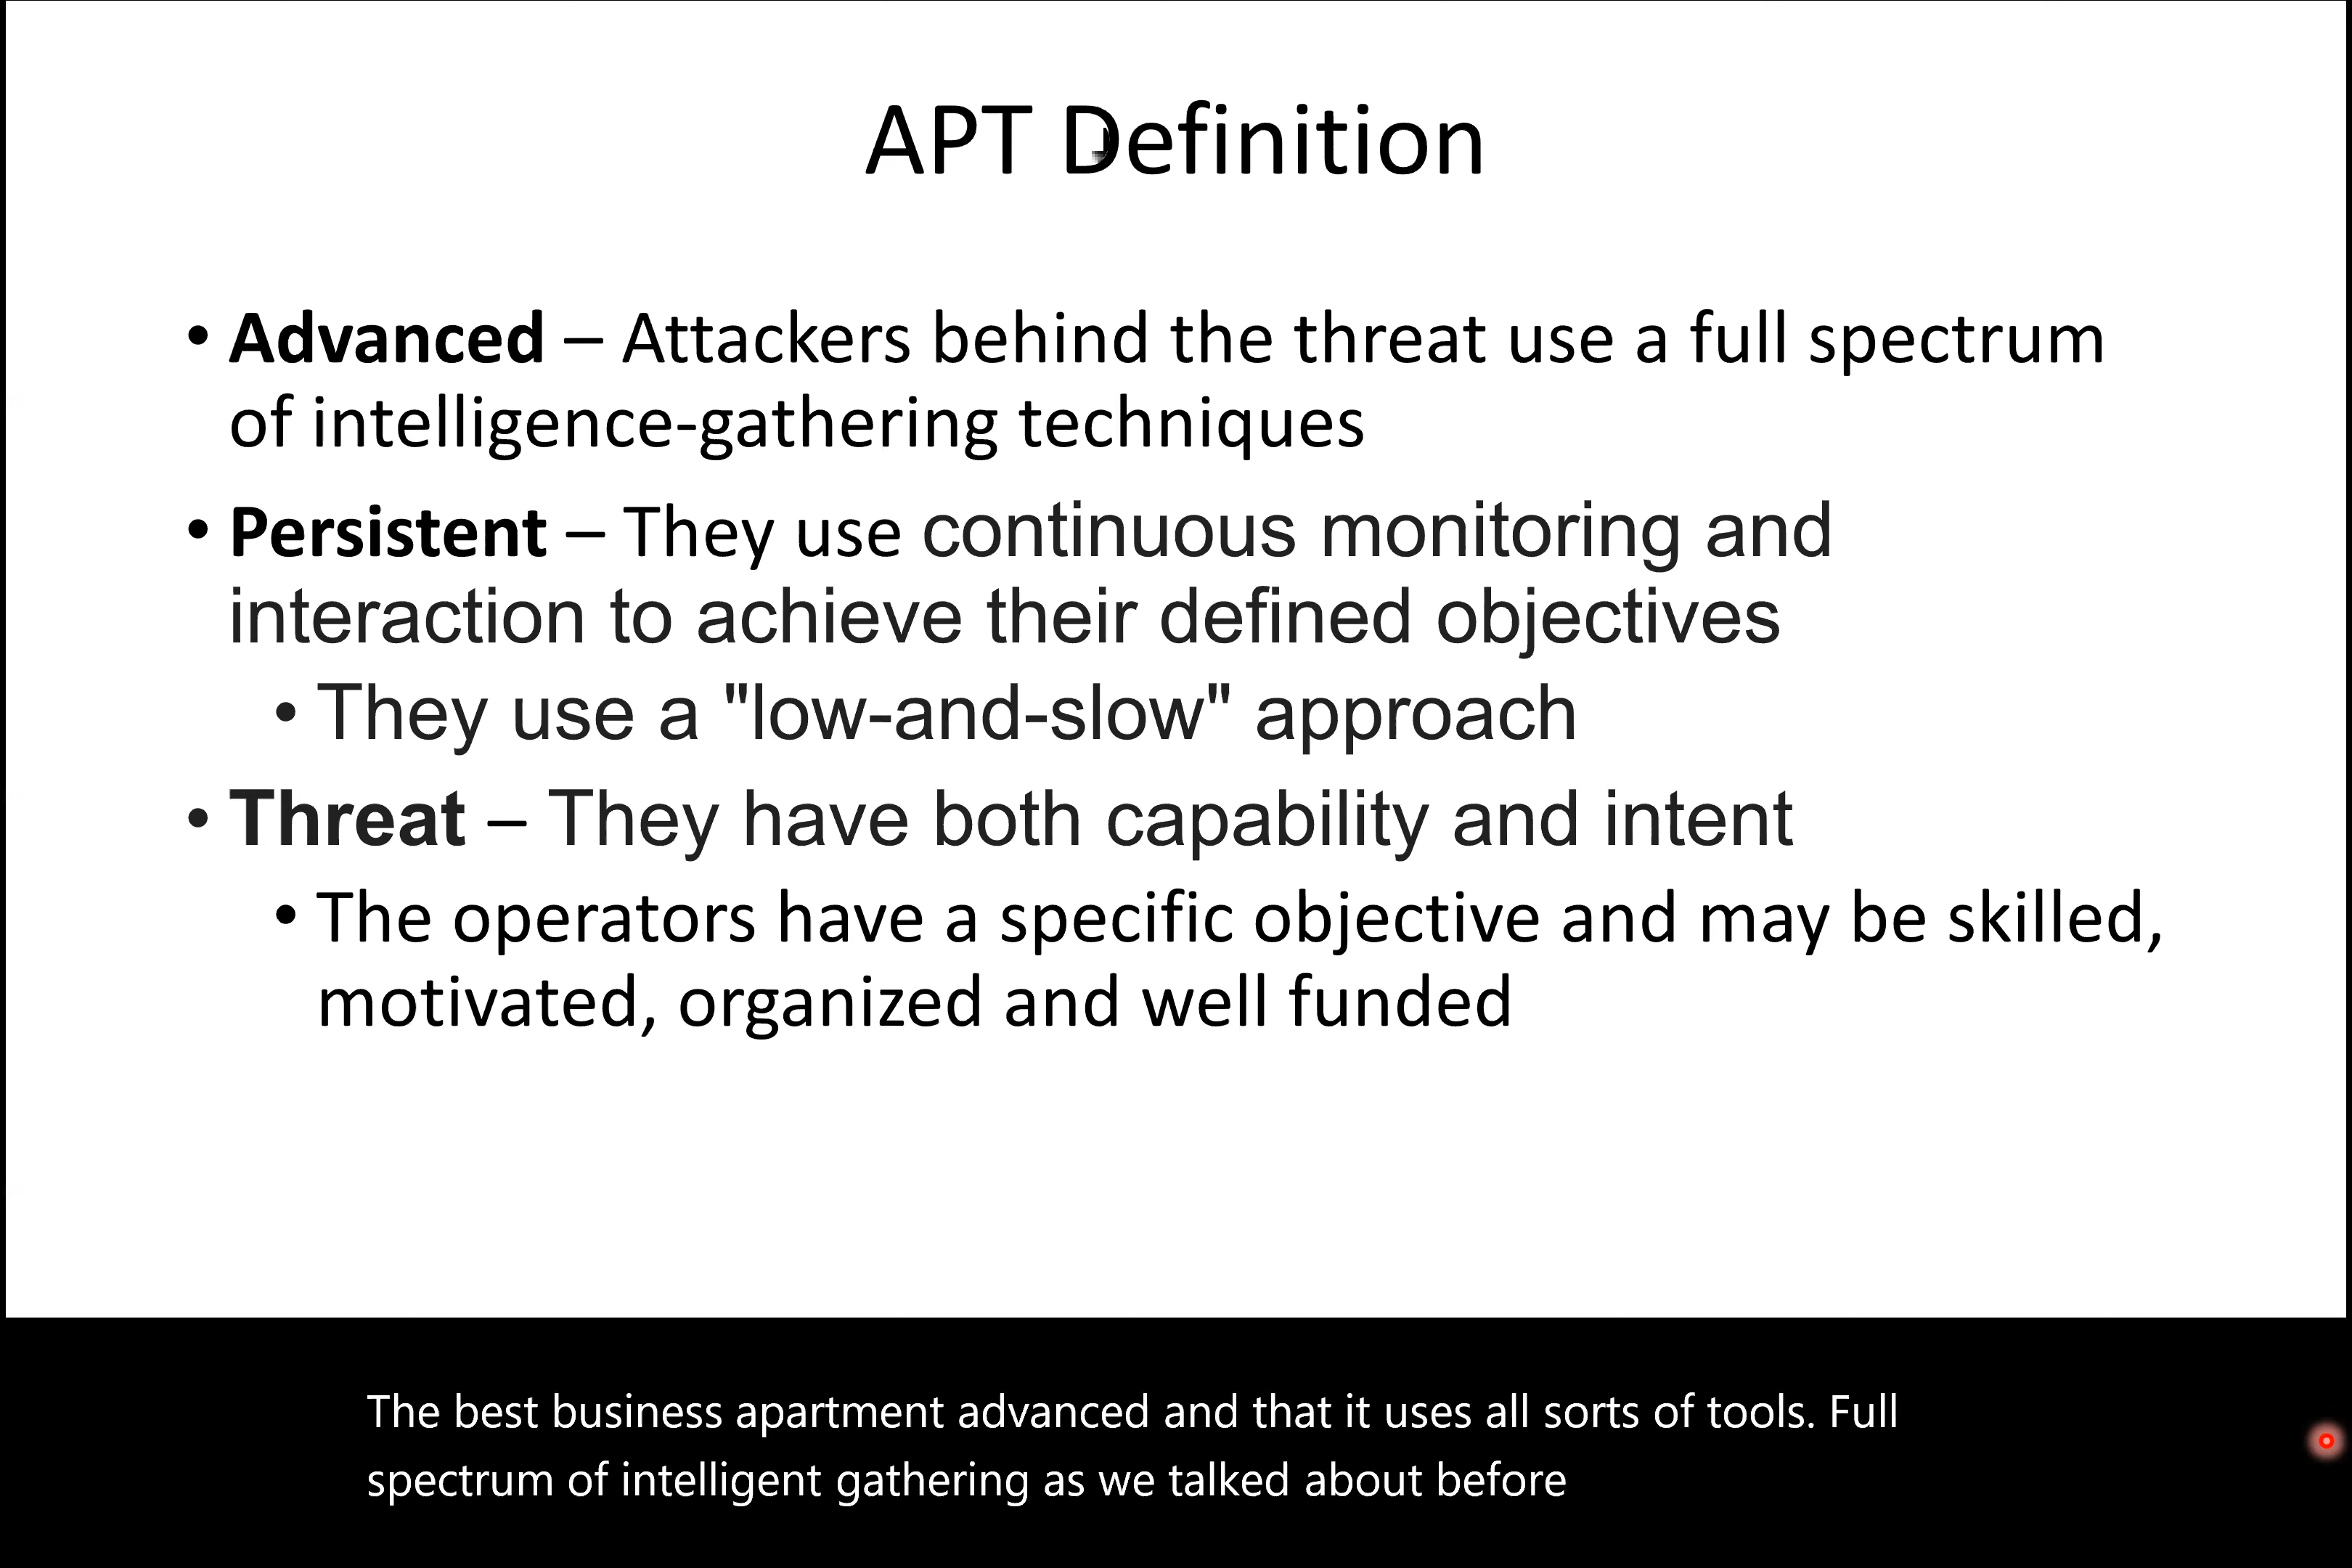 APT Definition
• Advanced – Attackers behind the threat use a full spectrum
of intelligence-gathering techniques
• Persistent – They use continuous monitoring and
interaction to achieve their defined objectives
• They use a "low-and-slow" approach
• Threat – They have both capability and intent
• The operators have a specific objective and may be skilled,
motivated, organized and well funded
The best business apartment advanced and that it uses all sorts of tools. Full
spectrum of intelligent gathering as we talked about before